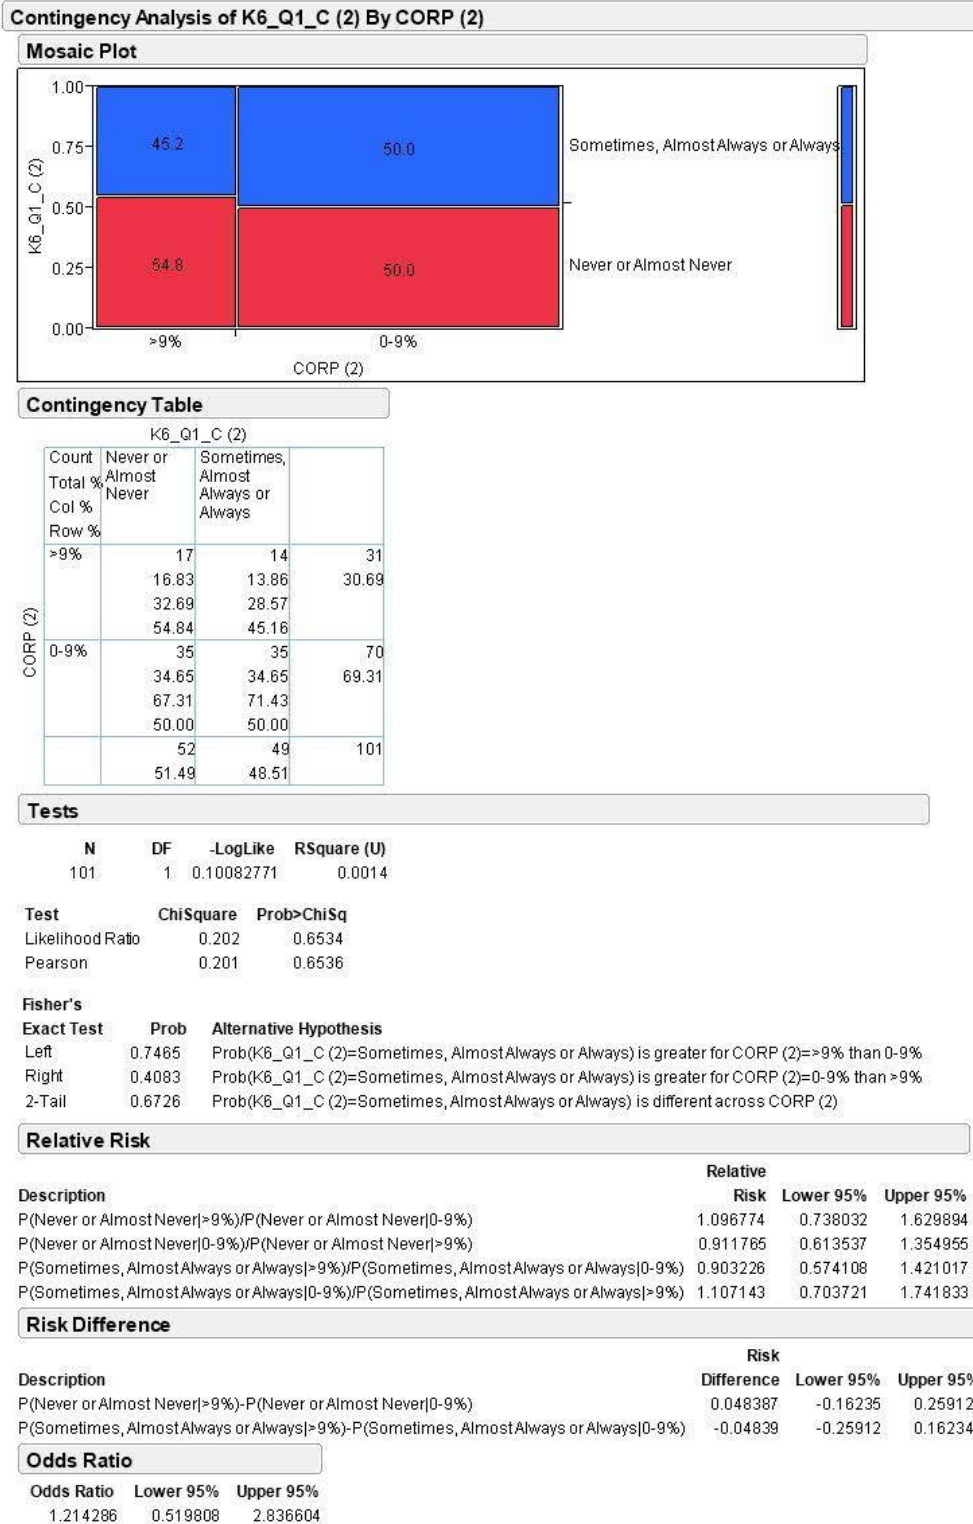 Contingency Analysis of K6_Q1_C (2) By CORP (2)
Mosaic Plot
1.00
0.75
0.50
0.25
0.00
K6_Q1_C (2)
45.2
50.0
54.8
50.0
Sometimes, Almost Always or Always
Never or Almost Never
>9%
0-9%
CORP (2)
Contingency Table
K6_Q1_C (2)
CORP (2)
Count Never or Sometimes,
Total % Almost Almost
Col % Never Always or
Row % Always
>9% 17 14 31
16.83 13.86 30.69
32.69 28.57
54.84 45.16
0-9% 35 35 70
34.65 34.65 69.31
67.31 71.43
50.00 50.00
52 49 101
51.49 48.51
Tests
N DF -LogLike RSquare (U)
101 1 0.10082771 0.0014
Test ChiSquare Prob>ChiSq
Likelihood Ratio 0.202 0.6534
Pearson 0.201 0.6536
Fisher's
Exact Test Prob Alternative Hypothesis
Left 0.7465 Prob(K6_Q1_C (2)=Sometimes, Almost Always or Always) is greater for CORP (2)=>9% than 0-9%
Right 0.4083 Prob(K6_Q1_C (2)=Sometimes, Almost Always or Always) is greater for CORP (2)=0-9% than >9%
2-Tail 0.6726 Prob(K6_Q1_C (2)=Sometimes, Almost Always or Always) is different across CORP (2)
Relative Risk
Relative
Description Risk Lower 95% Upper 95%
P(Never or Almost Never|>9%)/P(Never or Almost Never|0-9%) 1.096774 0.738032 1.629894
P(Never or Almost Never|0-9%)/P(Never or Almost Never|>9%) 0.911765 0.613537 1.354955
P(Sometimes, Almost Always or Always|>9%)/P(Sometimes, Almost Always or Always|0-9%) 0.903226 0.574108 1.421017
P(Sometimes, Almost Always or Always|0-9%)/P(Sometimes, Almost Always or Always|>9%) 1.107143 0.703721 1.741833
Risk Difference
Risk
Description Difference Lower 95% Upper 95%
P(Never or Almost Never|>9%)-P(Never or Almost Never|0-9%) 0.048387 -0.16235 0.25912
P(Sometimes, Almost Always or Always|>9%)-P(Sometimes, Almost Always or Always|0-9%) -0.04839 -0.25912 0.16234
Odds Ratio
Odds Ratio Lower 95% Upper 95%
1.214286 0.519808 2.836604